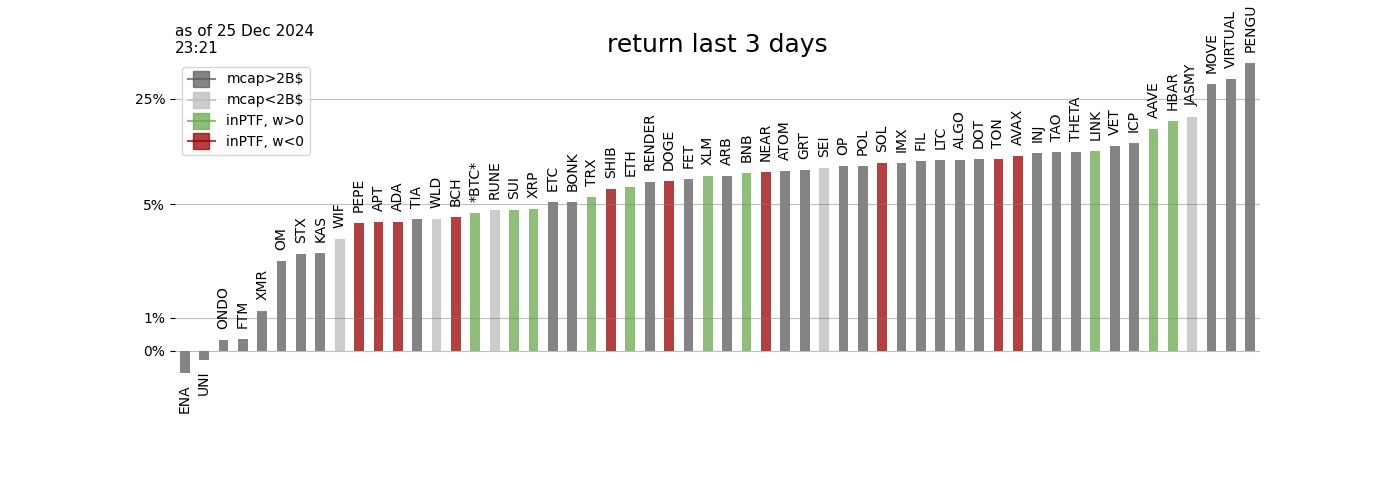 as of 25 Dec 2024
23:21
return last 3 days
mcap>2B$
mcap<2B$
inPTF, w>0
inPTF, w<0
25%
5%
1%
0%
ENA
UNI
ONDO
FTM
XMR
OM
STX
KAS
WIF
PEPE
APT
ADA
TIA
WLD
BCH
*BTC*
RUNE
SUI
XRP
ETC
BONK
TRX
SHIB
ETH
RENDER
DOGE
FET
XLM
ARB
BNB
NEAR
ATOM
GRT
SEI
OP
POL
SOL
IMX
FIL
LTC
ALGO
DOT
TON
AVAX
INJ
TAO
THETA
LINK
VET
ICP
AAVE
HBAR
JASMY
MOVE
VIRTUAL
PENGU